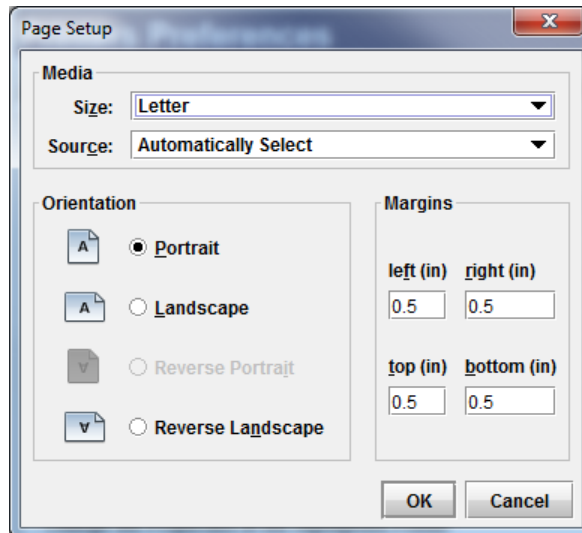 Page Setup
Media
Size: Letter
Source: Automatically Select
Orientation
A Portrait
A Landscape
A Reverse Portrait
A Reverse Landscape
Margins
left (in) right (in)
0.5 0.5
top (in) bottom (in)
0.5 0.5
OK Cancel